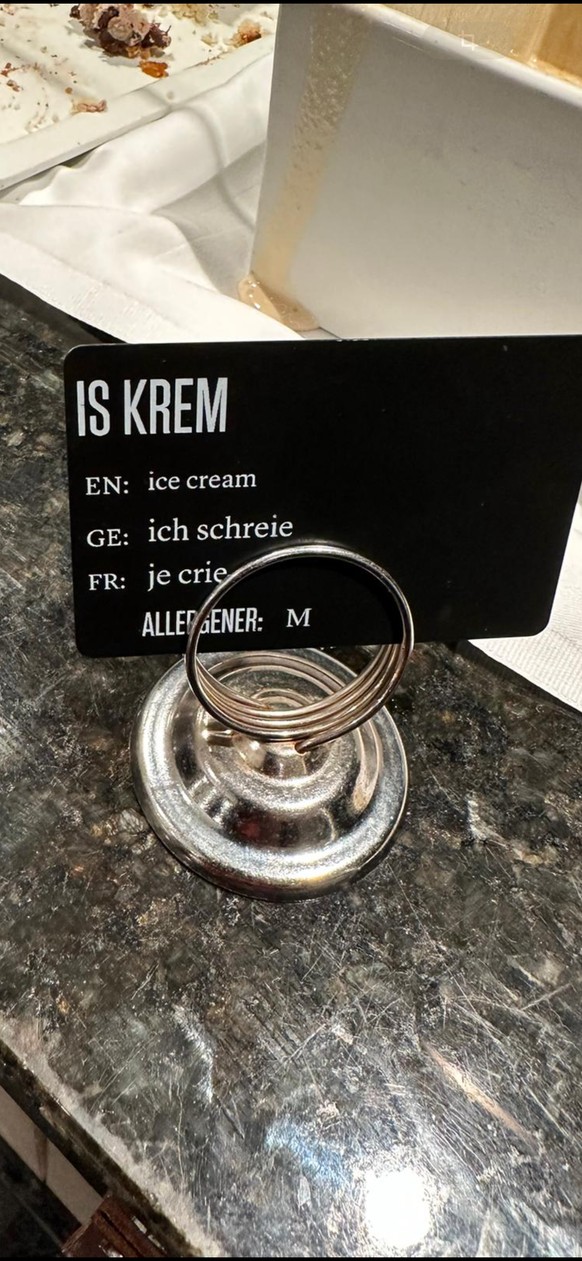 IS KREM
EN: ice cream
GE: ich schreie
FR: je crie
ALLERGENER: M